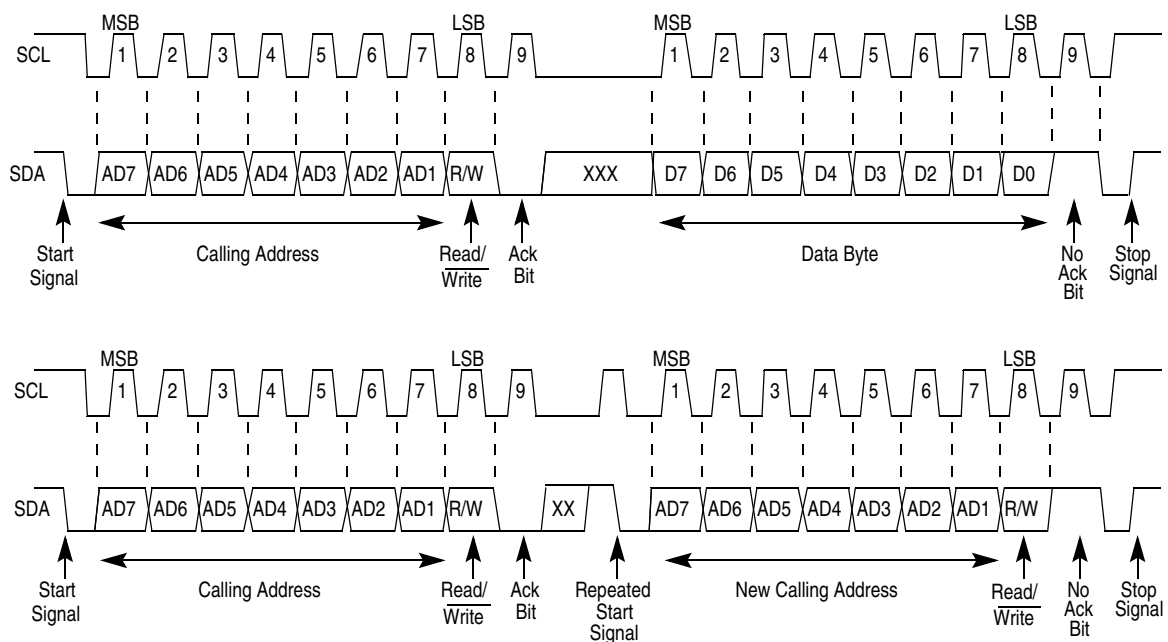 MSB LSB MSB LSB
SCL 1 2 3 4 5 6 7 8 9 1 2 3 4 5 6 7 8 9
SDA AD7 AD6 AD5 AD4 AD3 AD2 AD1 R/W XXX D7 D6 D5 D4 D3 D2 D1 D0
Start Signal
Calling Address
Read/ Write
Ack Bit
Data Byte
No Ack Bit
Stop Signal
MSB LSB MSB LSB
SCL 1 2 3 4 5 6 7 8 9 1 2 3 4 5 6 7 8 9
SDA AD7 AD6 AD5 AD4 AD3 AD2 AD1 R/W XX AD7 AD6 AD5 AD4 AD3 AD2 AD1 R/W
Start Signal
Calling Address
Read/ Write
Ack Bit
Repeated Start Signal
New Calling Address
Read/ Write
No Ack Bit
Stop Signal